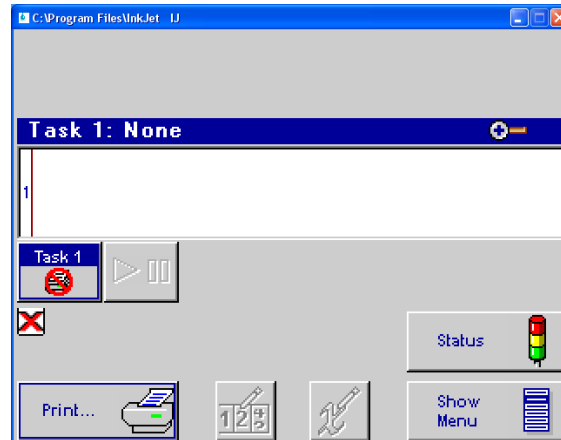 C:\Program Files\InkJet IJ
Task 1: None
1
Task 1
Status
Print...
Show
Menu